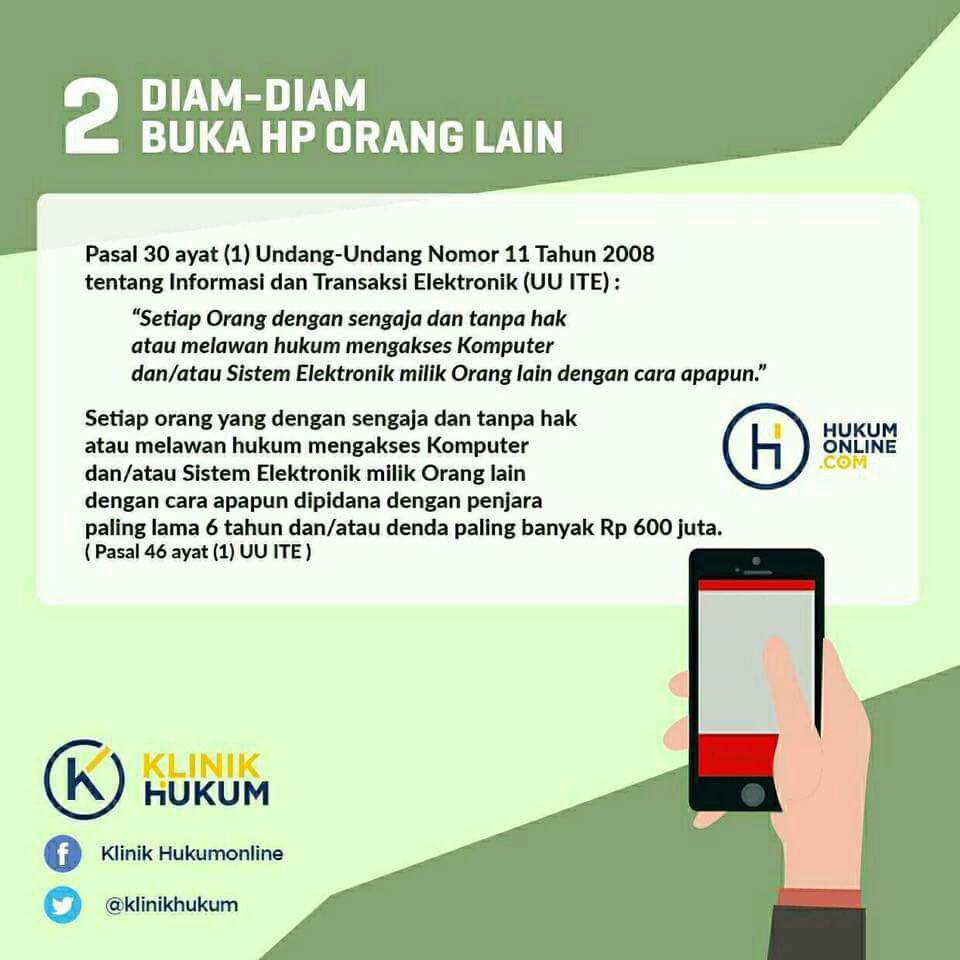 2 DIAM-DIAM
BUKA HP ORANG LAIN
Pasal 30 ayat (1) Undang-Undang Nomor 11 Tahun 2008
tentang Informasi dan Transaksi Elektronik (UU ITE) :
“Setiap Orang dengan sengaja dan tanpa hak
atau melawan hukum mengakses Komputer
dan/atau Sistem Elektronik milik Orang lain dengan cara apapun.”
Setiap orang yang dengan sengaja dan tanpa hak
atau melawan hukum mengakses Komputer
dan/atau Sistem Elektronik milik Orang lain
dengan cara apapun dipidana dengan penjara
paling lama 6 tahun dan/atau denda paling banyak Rp 600 juta.
( Pasal 46 ayat (1) UU ITE )
H HUKUM
ONLINE
.COM
K KLINIK
HUKUM
f Klinik Hukumonline
@klinikhukum